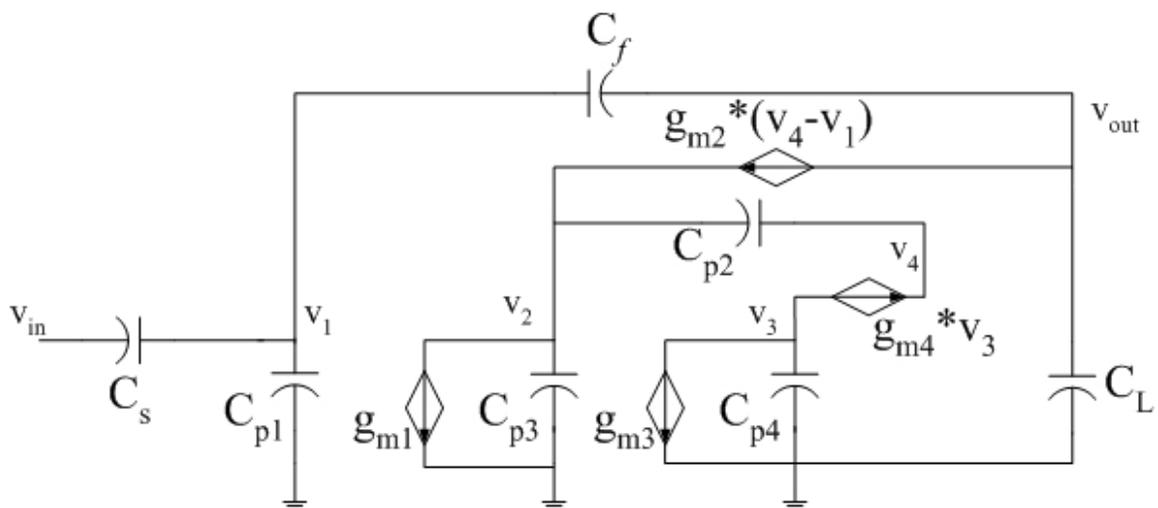 C_f
g_m2*(v_4-v_1)
v_out
C_p2
v_4
v_in
v_1
v_2
v_3
g_m4*v_3
C_s
C_p1
g_m1
C_p3
g_m3
C_p4
C_L